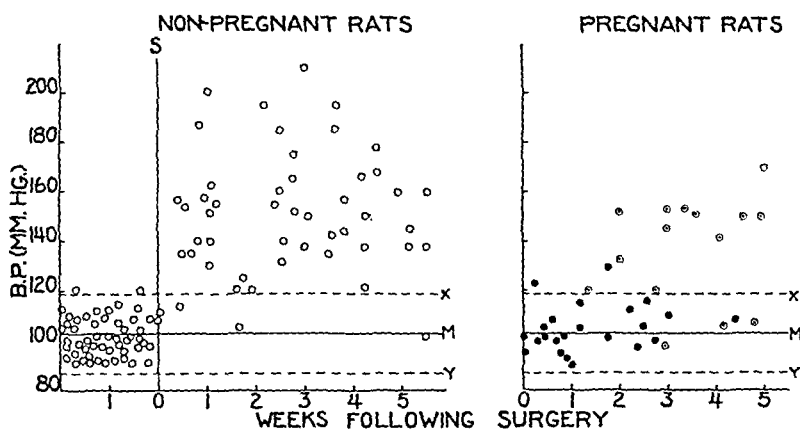 NON-PREGNANT RATS
PREGNANT RATS
S
B.P. (MM. HG.)
200
180
160
140
120
100
80
X
M
Y
X
M
Y
1 0 1 2 3 4 5
0 1 2 3 4 5
WEEKS FOLLOWING SURGERY